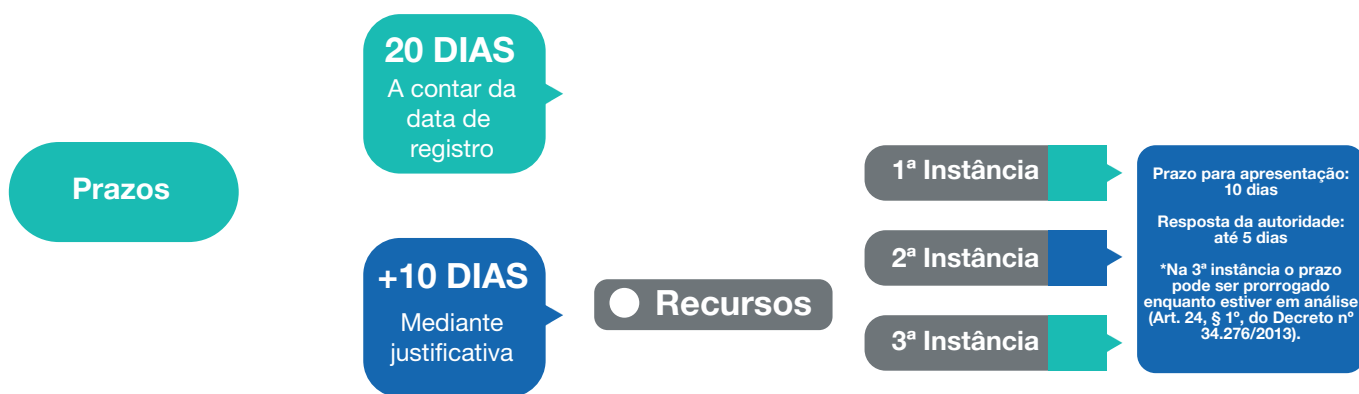 Prazos
20 DIAS
A contar da
data de
registro
+10 DIAS
Mediante
justificativa
Recursos
1ª Instância
2ª Instância
3ª Instância
Prazo para apresentação:
10 dias
Resposta da autoridade:
até 5 dias
*Na 3ª instância o prazo
pode ser prorrogado
enquanto estiver em análise
(Art. 24, § 1º, do Decreto nº
34.276/2013).